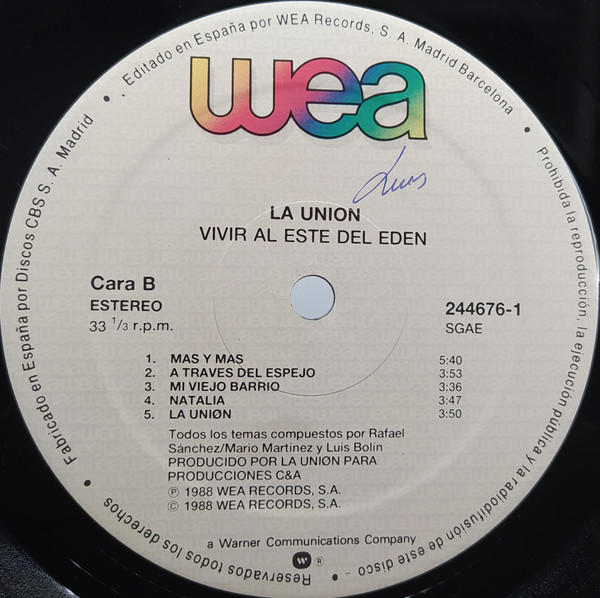 . Editado en España por WEA Records, S. A. Madrid Barcelona •
wea
Luis
LA UNION
VIVIR AL ESTE DEL EDEN
Cara B
ESTEREO
33 1/3 r.p.m.
244676-1
SGAE
1. MAS Y MAS 5:40
2. A TRAVES DEL ESPEJO 3:53
3. MI VIEJO BARRIO 3:36
4. NATALIA 3:47
5. LA UNIØN 3:50
Todos los temas compuestos por Rafael
Sánchez/Mario Martinez y Luis Bolin
PRODUCIDO POR LA UNIØN PARA
PRODUCCIONES C&A
Ⓟ 1988 WEA RECORDS, S.A.
© 1988 WEA RECORDS, S.A.
a Warner Communications Company
W ®
Prohibida la reproducción, la ejecución pública y la radiodifusión de este disco -
• Reservados todos los derechos •
Fabricado en España por Discos CBS S. A. Madrid •